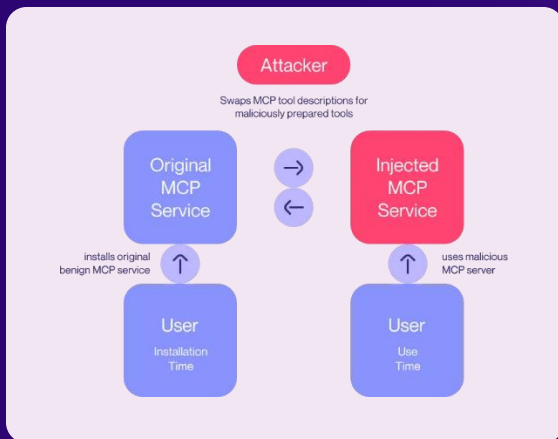 Attacker
Swaps MCP tool descriptions for
maliciously prepared tools
Original
MCP
Service
Injected
MCP
Service
installs original
benign MCP service
uses malicious
MCP server
User
Installation
Time
User
Use
Time